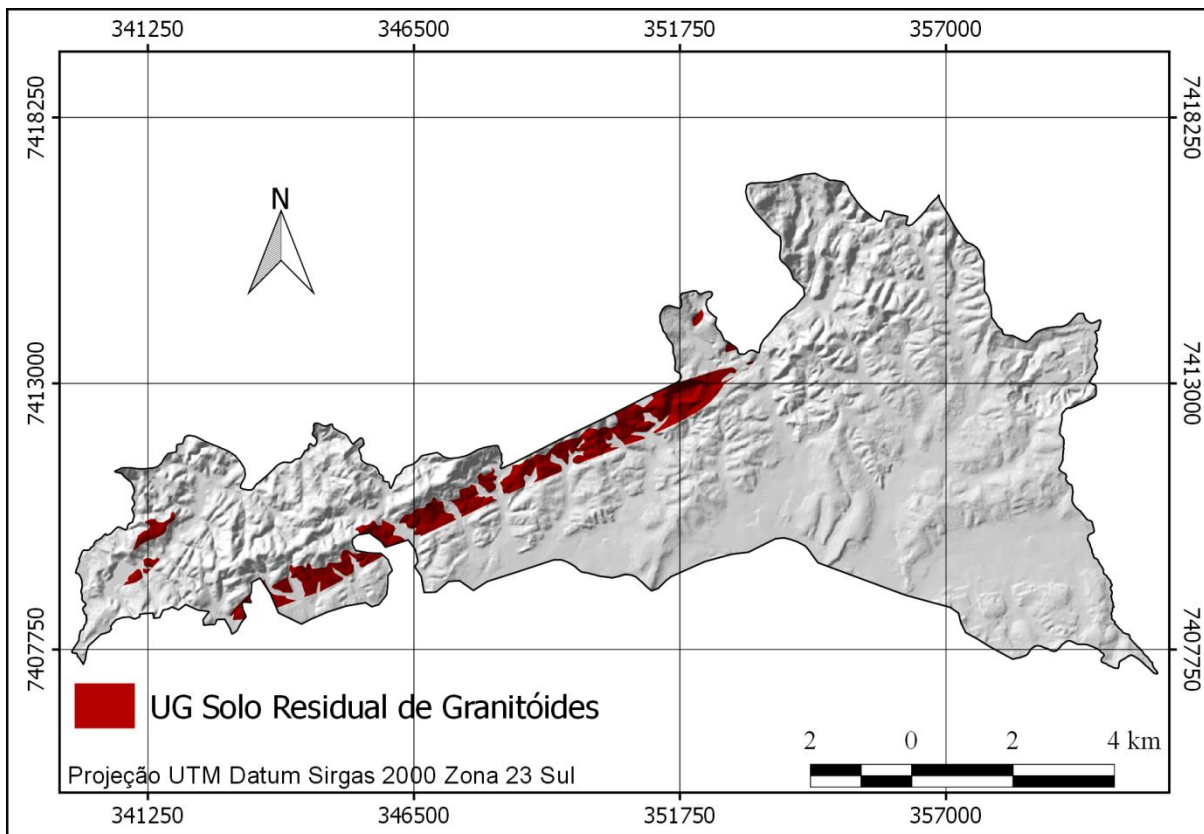 341250 346500 351750 357000
7418250 7418250
N
7413000 7413000
7407750 7407750
UG Solo Residual de Granitóides
2 0 2 4 km
Projeção UTM Datum Sirgas 2000 Zona 23 Sul
341250 346500 351750 357000